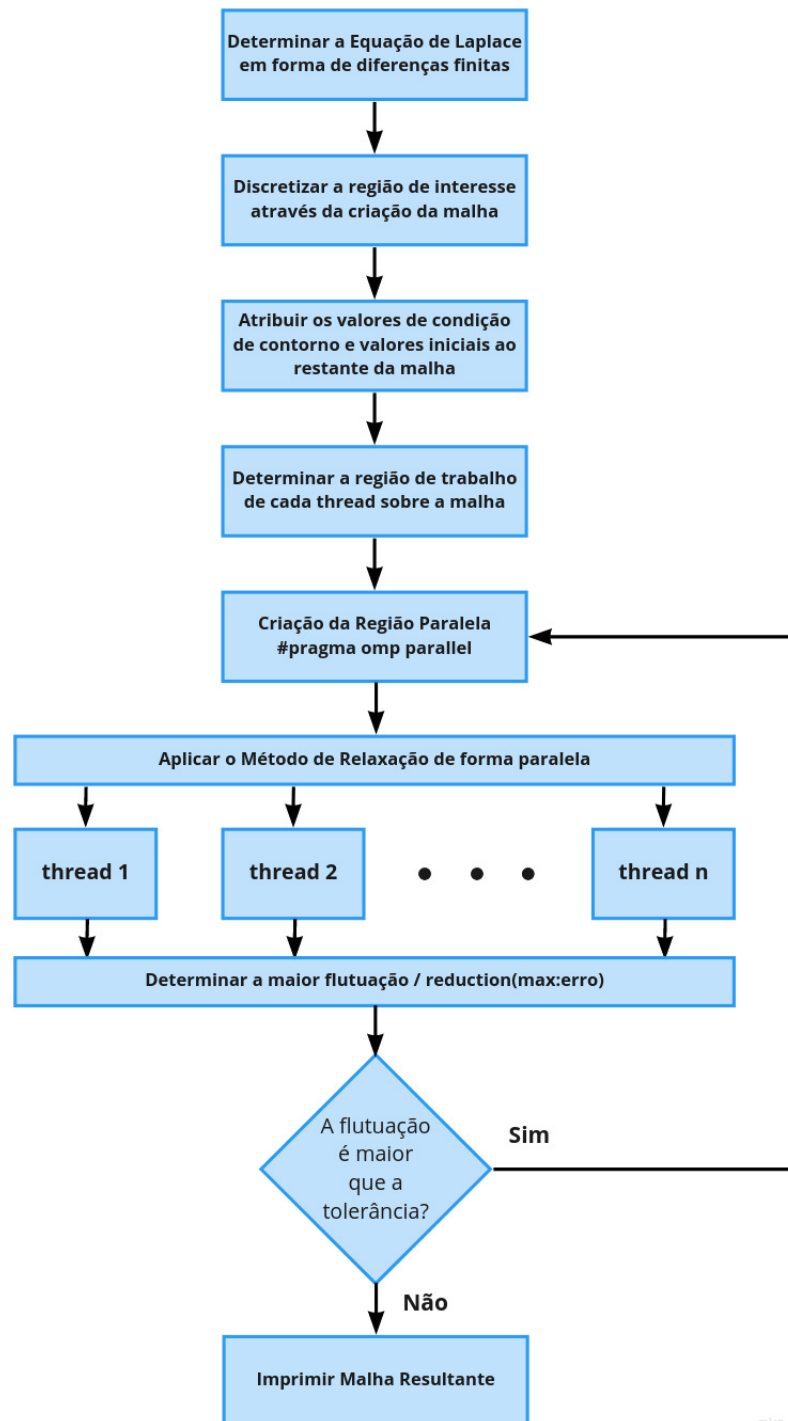 Determinar a Equação de Laplace
em forma de diferenças finitas
Discretizar a região de interesse
através da criação da malha
Atribuir os valores de condição
de contorno e valores iniciais ao
restante da malha
Determinar a região de trabalho
de cada thread sobre a malha
Criação da Região Paralela
#pragma omp parallel
Aplicar o Método de Relaxação de forma paralela
thread 1
thread 2
thread n
Determinar a maior flutuação / reduction(max:erro)
A flutuação
é maior
que a
tolerância?
Sim
Não
Imprimir Malha Resultante